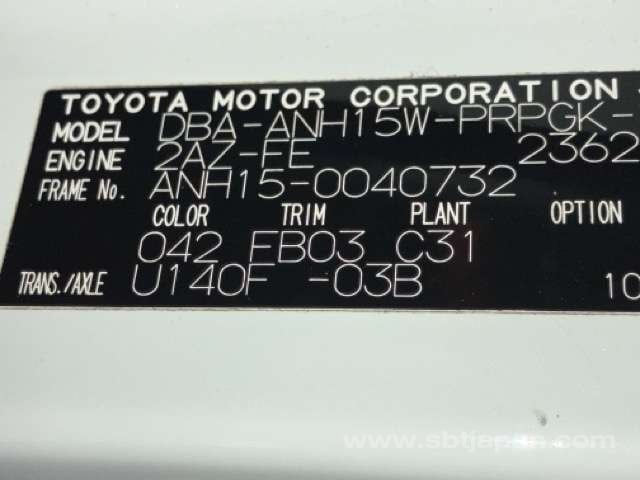 TOYOTA MOTOR CORPORATION
MODEL DBA-ANH15W-PRPGK-
ENGINE 2AZ-FE 2362
FRAME No. ANH15-0040732
COLOR TRIM PLANT OPTION
042 FB03 C31
TRANS./AXLE U140F -03B 10
www.sbtjapan.com